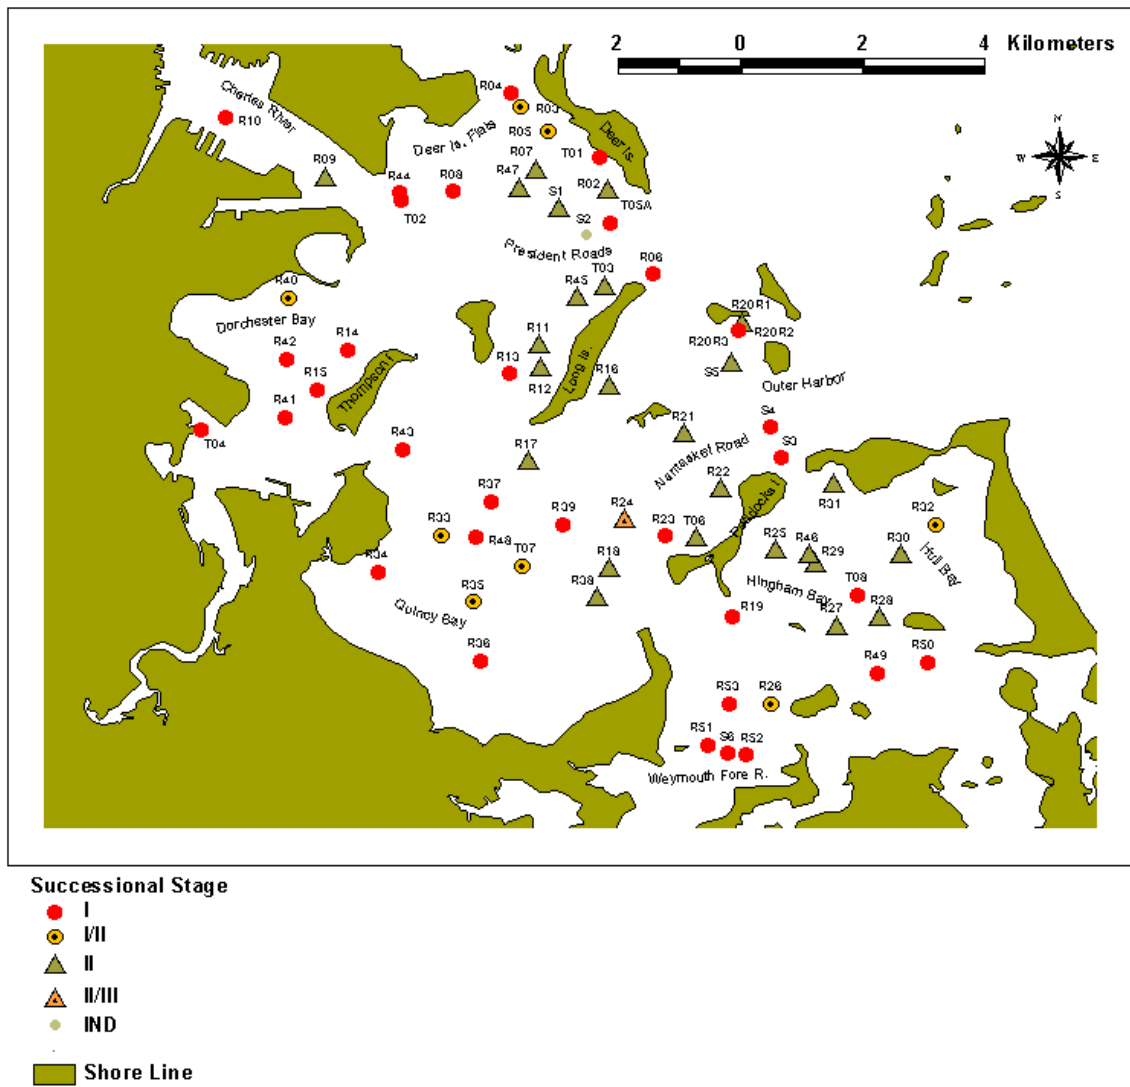 2 0 2 4 Kilometers
Charles River
R10
R04
R03
R05
Deer Is. Flats
Deer Is.
T01
N
W E
S
R09
R44
T02
R08
R07
R47
S1
R02
T05A
S2
President Roads
R06
T03
R45
R40
Dorchester Bay
R14
R42
R15
Thompson I
R41
T04
R43
R11
R13
R12
Long Is.
R16
R20R1
R20R2
R20R3
S5
Outer Harbor
S4
S3
R21
Nantasket Road
R22
R17
R37
R39
R24
R23
T06
R31
R32
R33
R48
T07
R34
R35
R18
R38
Quincy Bay
R36
R25
R46
R29
R30
Hull Bay
Hingham Bay
T08
R28
R27
R19
R49
R50
R53
R26
R51
S6
R52
Weymouth Fore R.
Successional Stage
I
I/II
II
II/III
IND
Shore Line